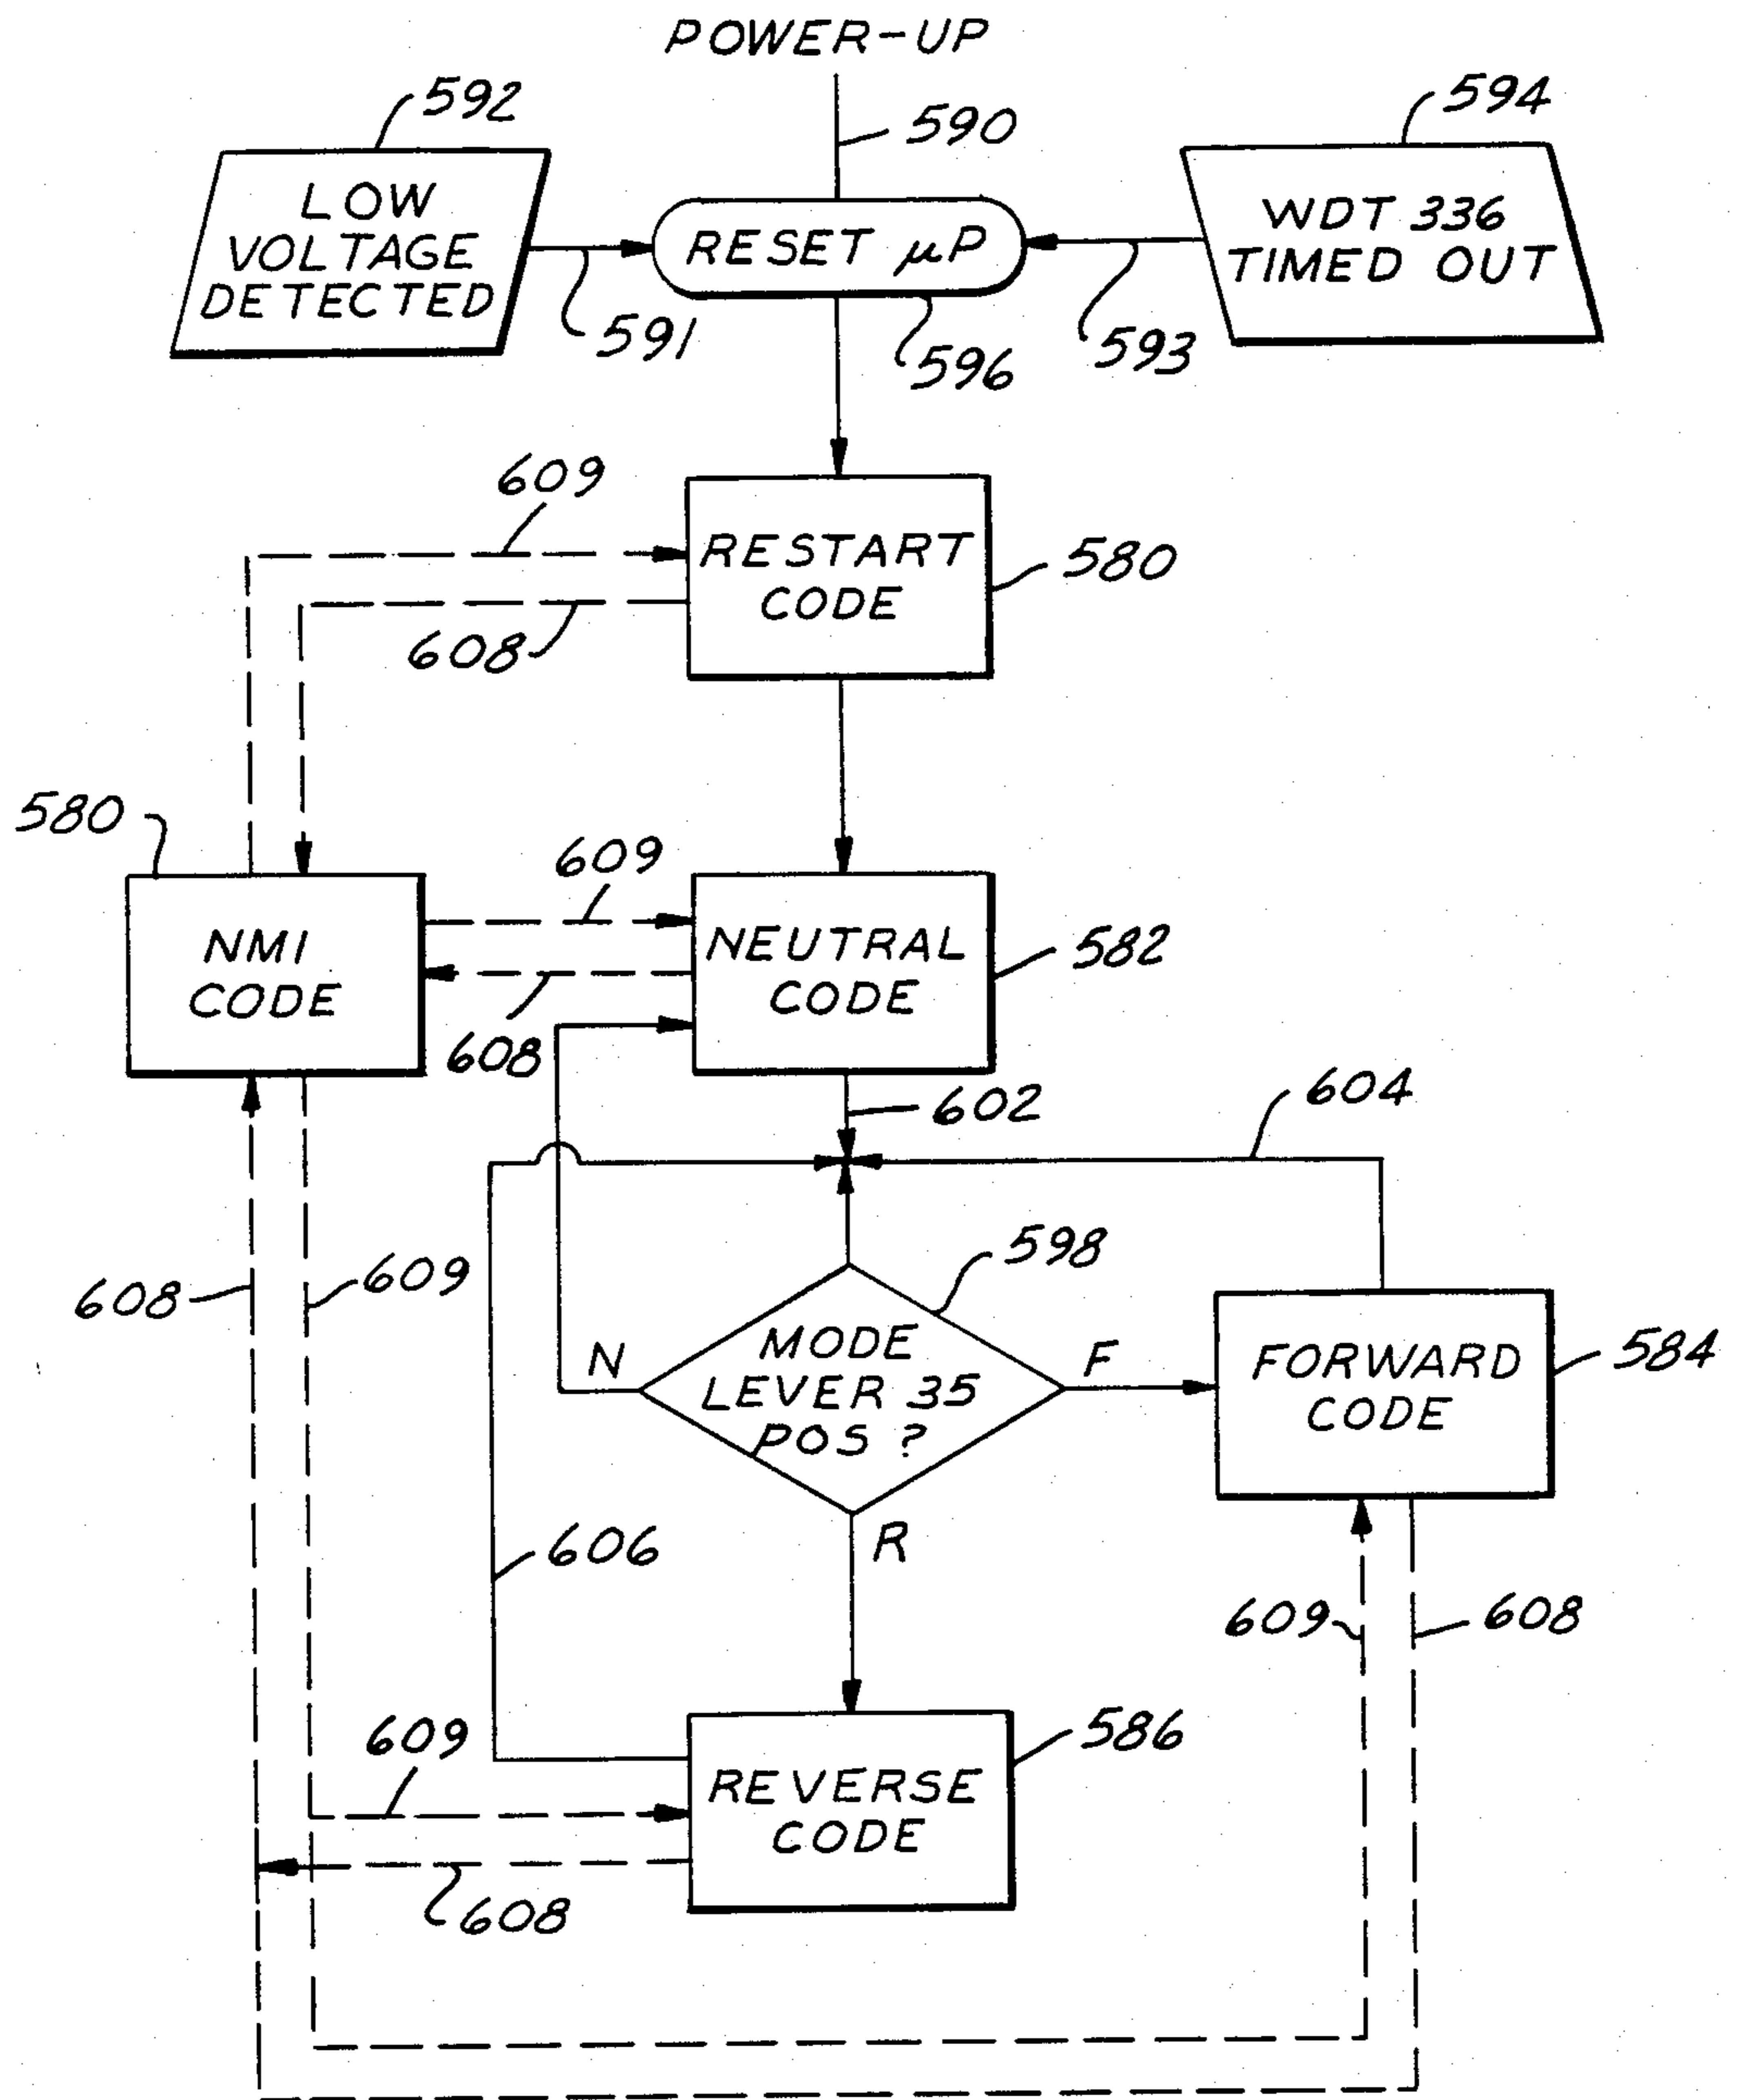 POWER-UP
592
590
594
LOW
VOLTAGE
DETECTED
RESET µP
WDT 336
TIMED OUT
591
596
593
609
RESTART
CODE
580
608
580
609
NMI
CODE
NEUTRAL
CODE
582
608
602
604
598
608
609
N
MODE
LEVER 35
POS ?
F
FORWARD
CODE
584
606
R
609
608
609
586
REVERSE
CODE
608